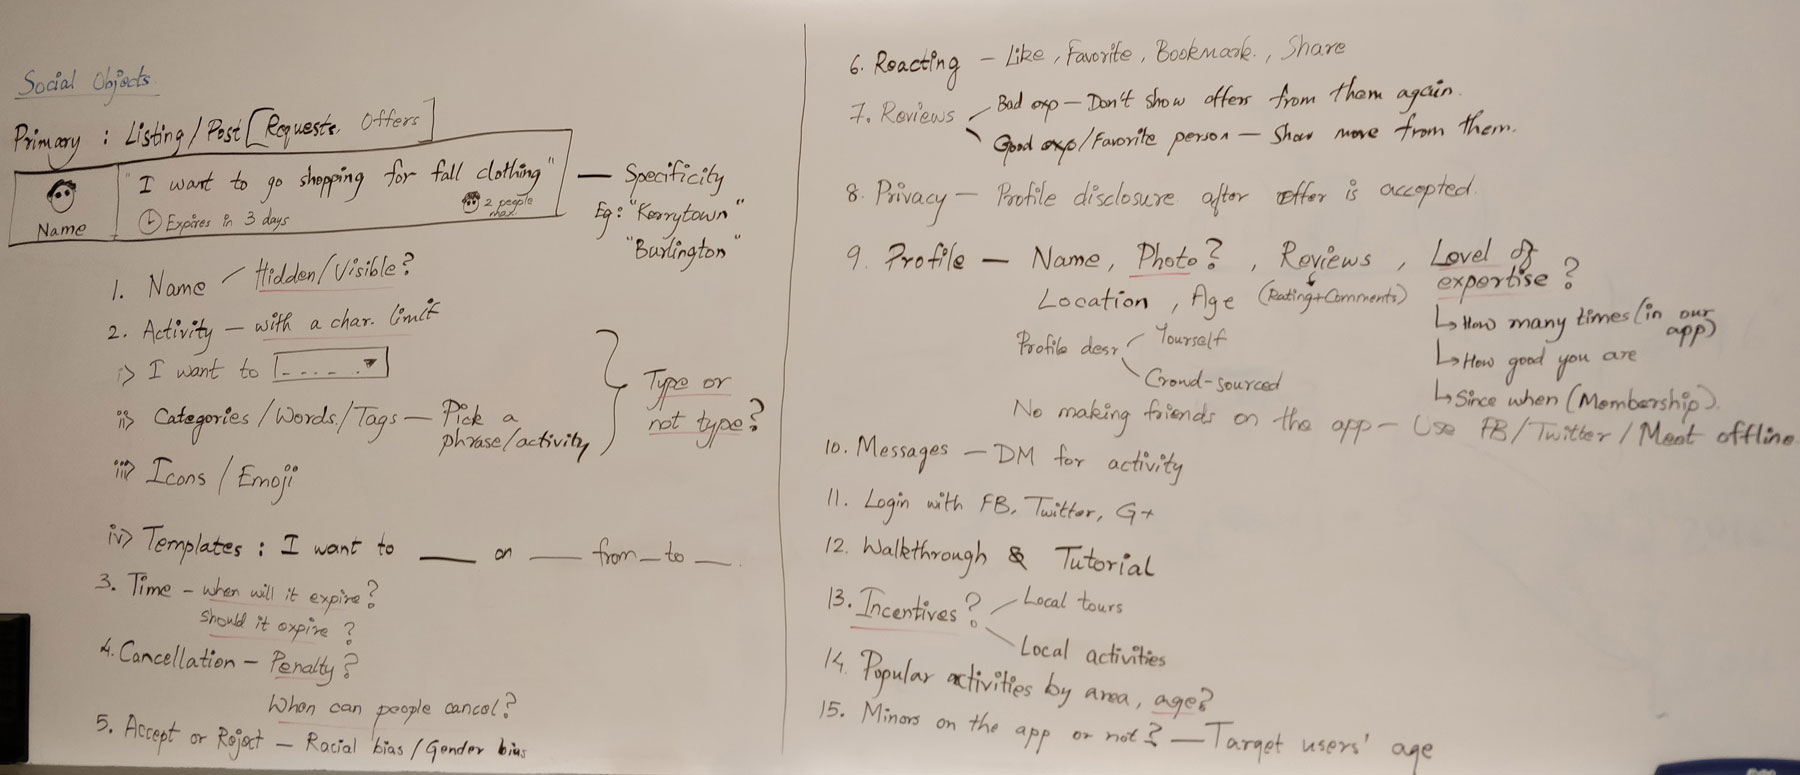 Social Objects
Primary : Listing/Post [Requests, Offers]
"I want to go shopping for fall clothing"
Name
Expires in 3 days
2 people max.
— Specificity
Eg: "Kerrytown"
"Burlington"
1. Name / Hidden/Visible?
2. Activity — with a char. limit
i> I want to
ii> Categories/Words/Tags — Pick a
phrase/activity
iii> Icons / Emoji
Type or
not type?
iv> Templates : I want to ___ on ___ from _ to __.
3. Time - when will it expire?
should it expire?
4. Cancellation — Penalty?
When can people cancel?
5. Accept or Reject — Racial bias/Gender bias
6. Reacting — Like, Favorite, Bookmark., Share
7. Reviews
Bad exp — Don't show offers from them again.
Good exp/Favorite person — Show more from them.
8. Privacy — Profile disclosure after offer is accepted.
9. Profile — Name, Photo?, Reviews, Level of
expertise?
Location, Age (Rating+Comments)
↳ How many times (in our
app)
↳ How good you are
↳ Since when (Membership).
Profile desr
Yourself
Crowd-sourced
No making friends on the app — Use FB/Twitter/Meet offline
10. Messages — DM for activity
11. Login with FB, Twitter, G+
12. Walkthrough & Tutorial
13. Incentives?
Local tours
Local activities
14. Popular activities by area, age?
15. Minors on the app or not? — Target users' age